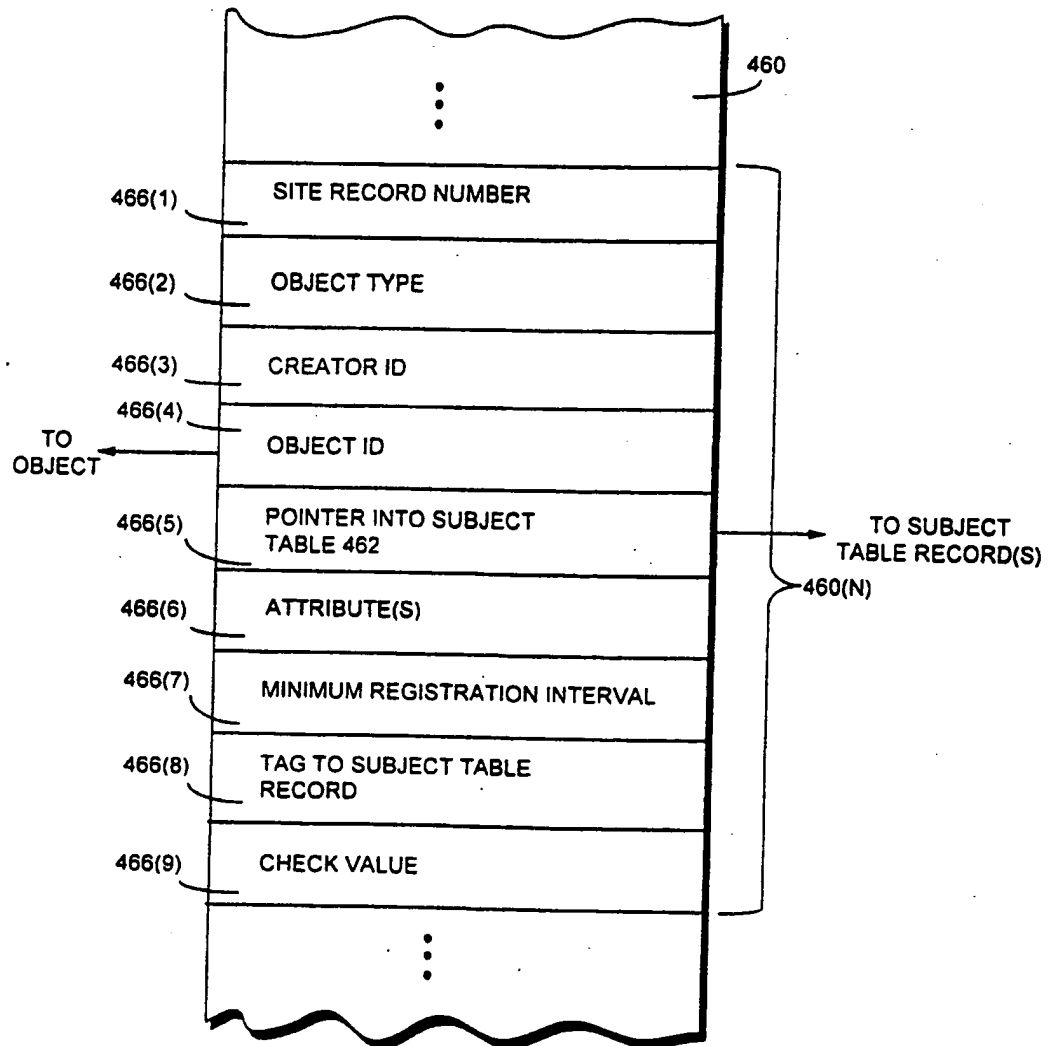 460
466(1)
SITE RECORD NUMBER
466(2)
OBJECT TYPE
466(3)
CREATOR ID
466(4)
TO
OBJECT
OBJECT ID
466(5)
POINTER INTO SUBJECT
TABLE 462
TO SUBJECT
TABLE RECORD(S)
460(N)
466(6)
ATTRIBUTE(S)
466(7)
MINIMUM REGISTRATION INTERVAL
466(8)
TAG TO SUBJECT TABLE
RECORD
466(9)
CHECK VALUE